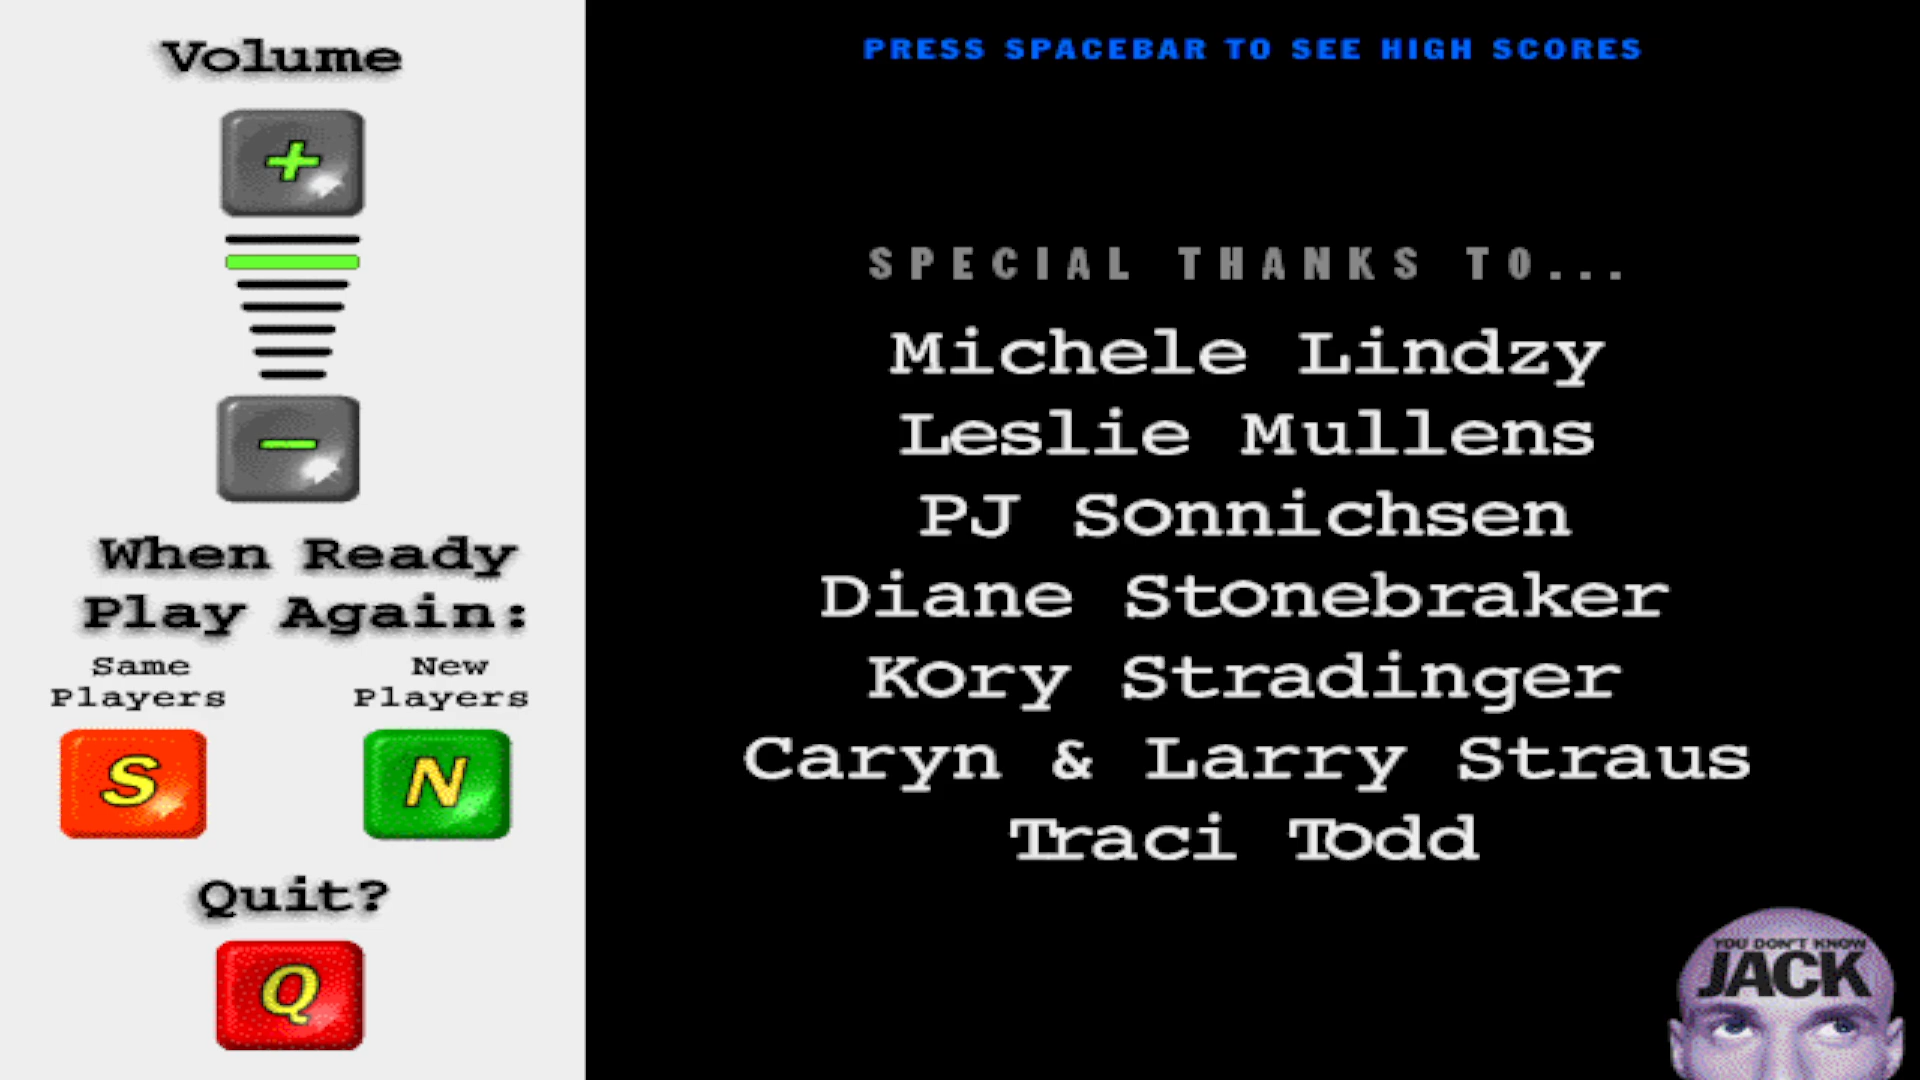 Volume
+
−
When Ready
Play Again:
Same
Players
New
Players
S
N
Quit?
Q
PRESS SPACEBAR TO SEE HIGH SCORES
SPECIAL THANKS TO...
Michele Lindzy
Leslie Mullens
PJ Sonnichsen
Diane Stonebraker
Kory Stradinger
Caryn & Larry Straus
Traci Todd
YOU DON'T KNOW
JACK